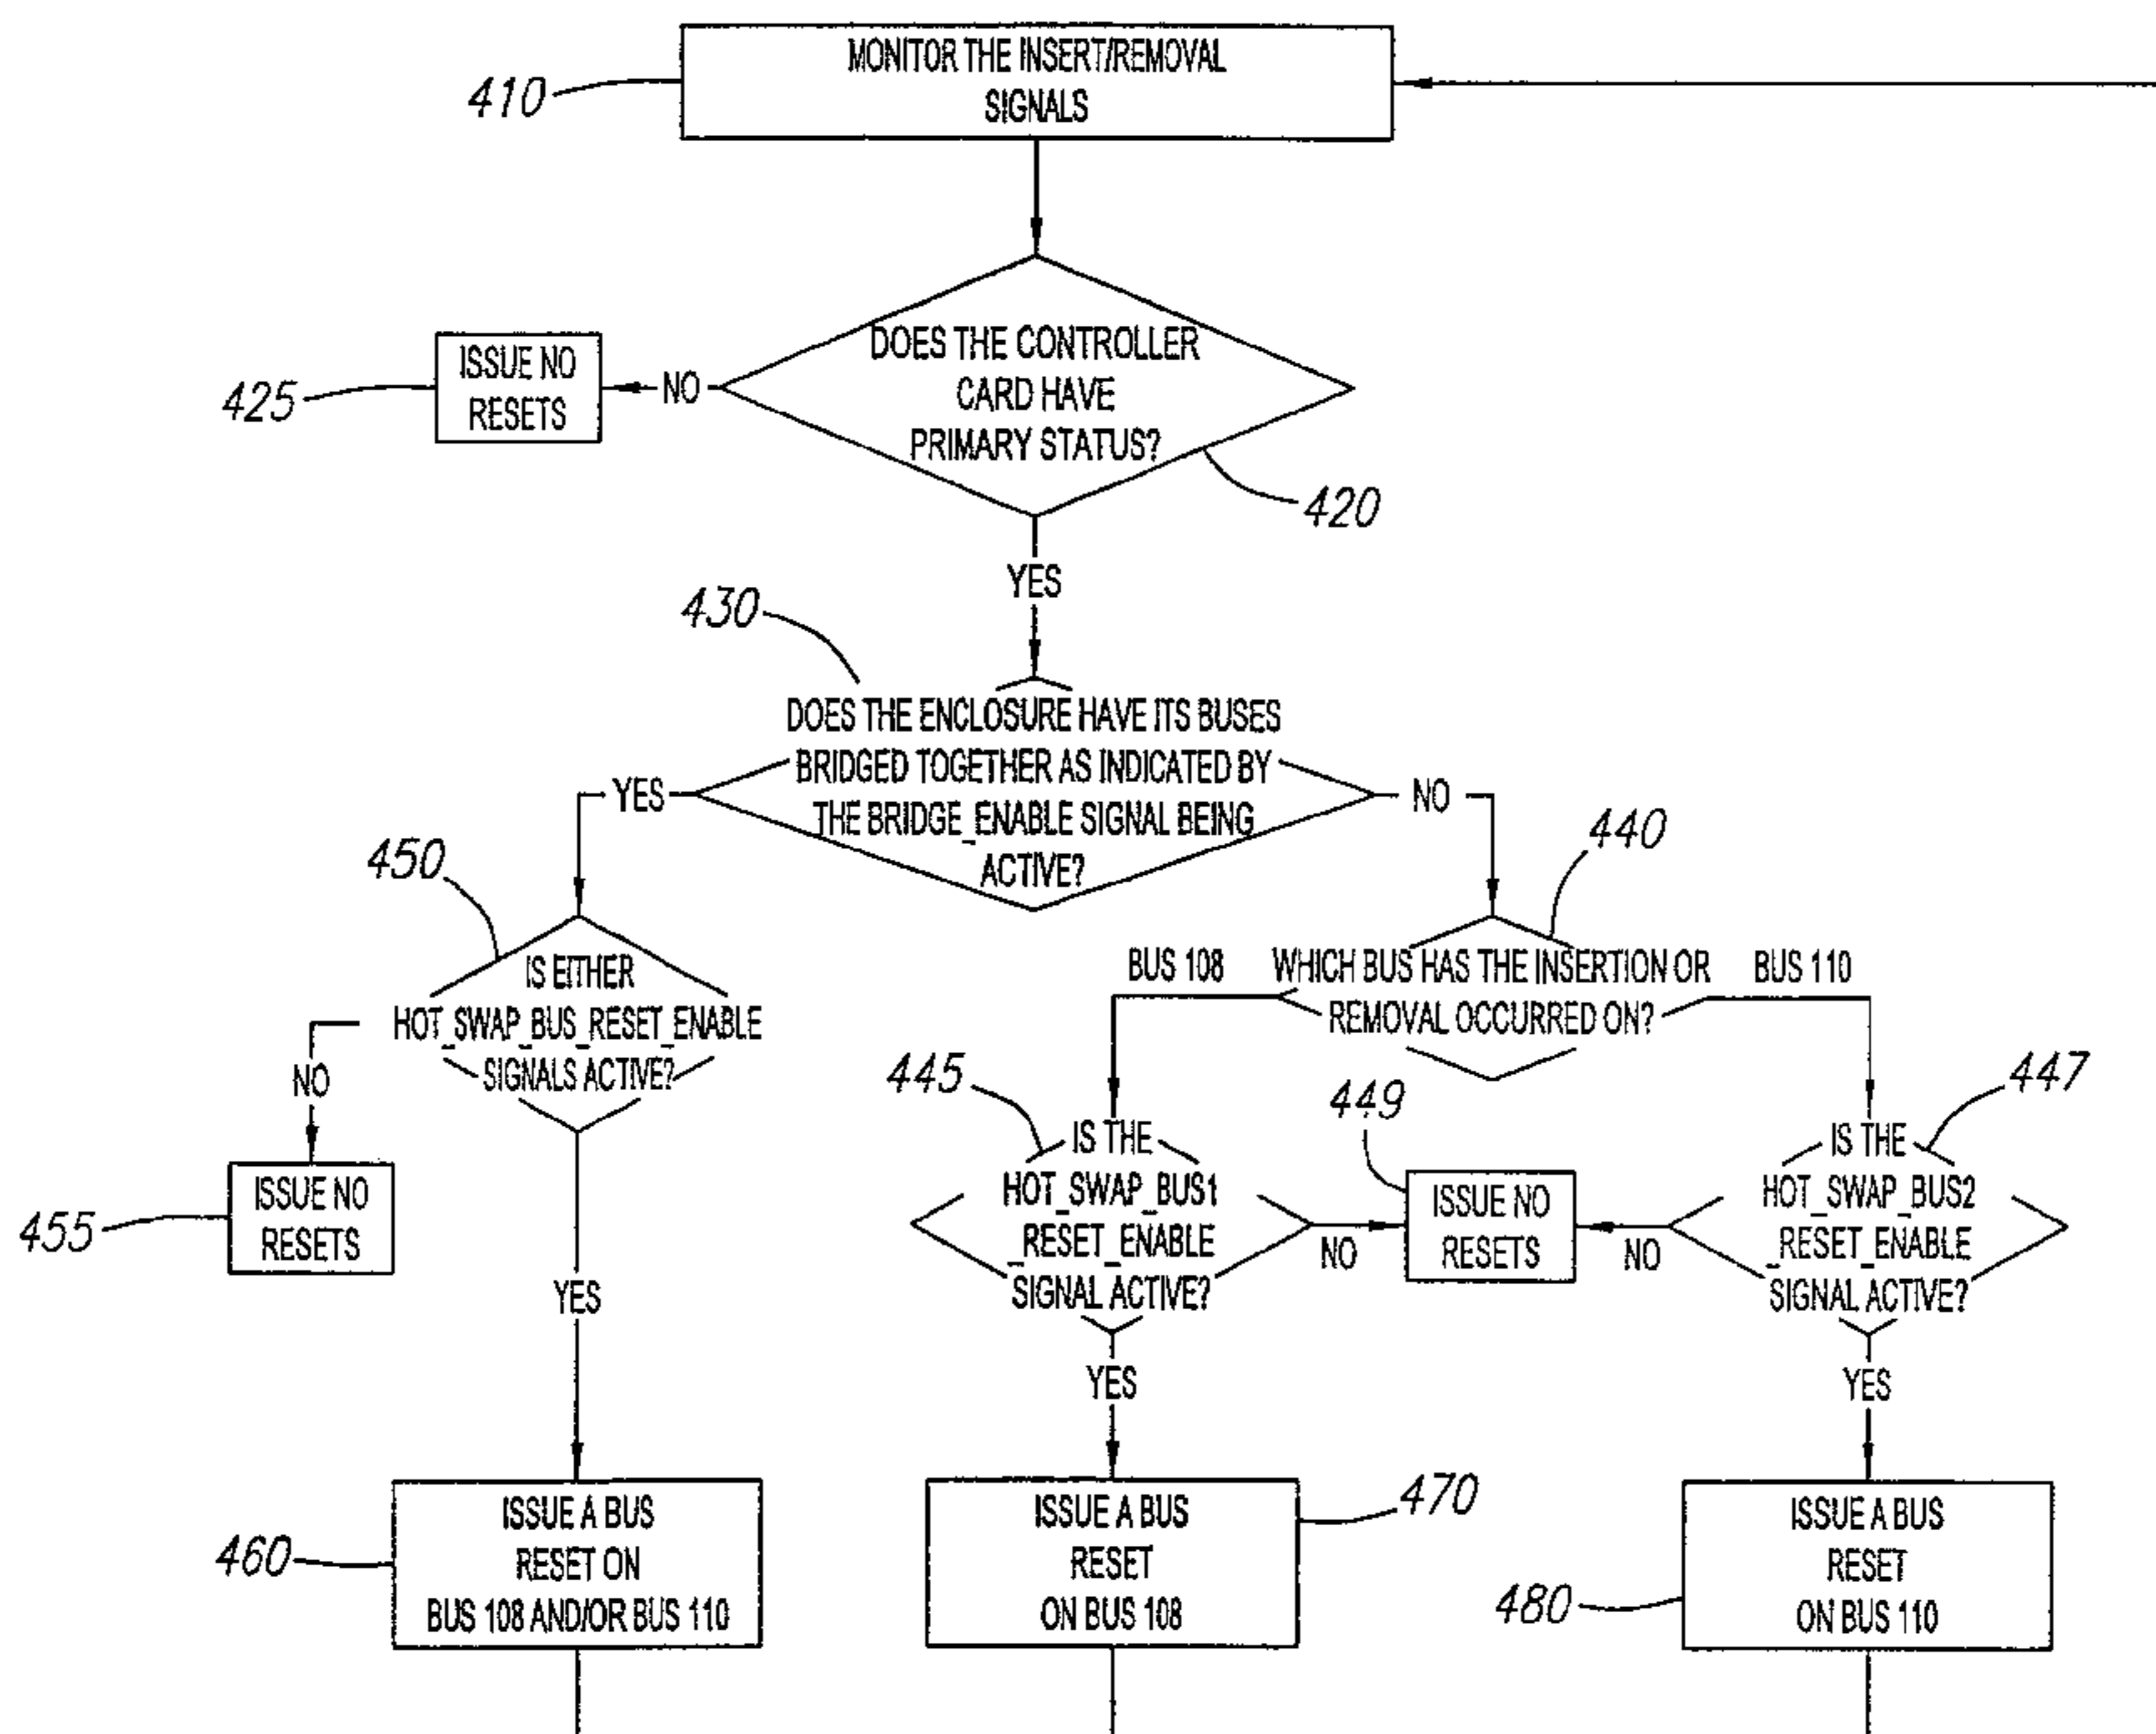 MONITOR THE INSERT/REMOVAL
SIGNALS
410
DOES THE CONTROLLER
CARD HAVE
PRIMARY STATUS?
420
NO
ISSUE NO
RESETS
425
YES
430
DOES THE ENCLOSURE HAVE ITS BUSES
BRIDGED TOGETHER AS INDICATED BY
THE BRIDGE_ENABLE SIGNAL BEING
ACTIVE?
YES
NO
450
IS EITHER
HOT_SWAP_BUS_RESET_ENABLE
SIGNALS ACTIVE?
NO
ISSUE NO
RESETS
455
YES
440
BUS 108
WHICH BUS HAS THE INSERTION OR
REMOVAL OCCURRED ON?
BUS 110
445
IS THE
HOT_SWAP_BUS1
_RESET_ENABLE
SIGNAL ACTIVE?
NO
449
ISSUE NO
RESETS
447
IS THE
HOT_SWAP_BUS2
_RESET_ENABLE
SIGNAL ACTIVE?
NO
YES
YES
460
ISSUE A BUS
RESET ON
BUS 108 AND/OR BUS 110
ISSUE A BUS
RESET
ON BUS 108
470
480
ISSUE A BUS
RESET
ON BUS 110